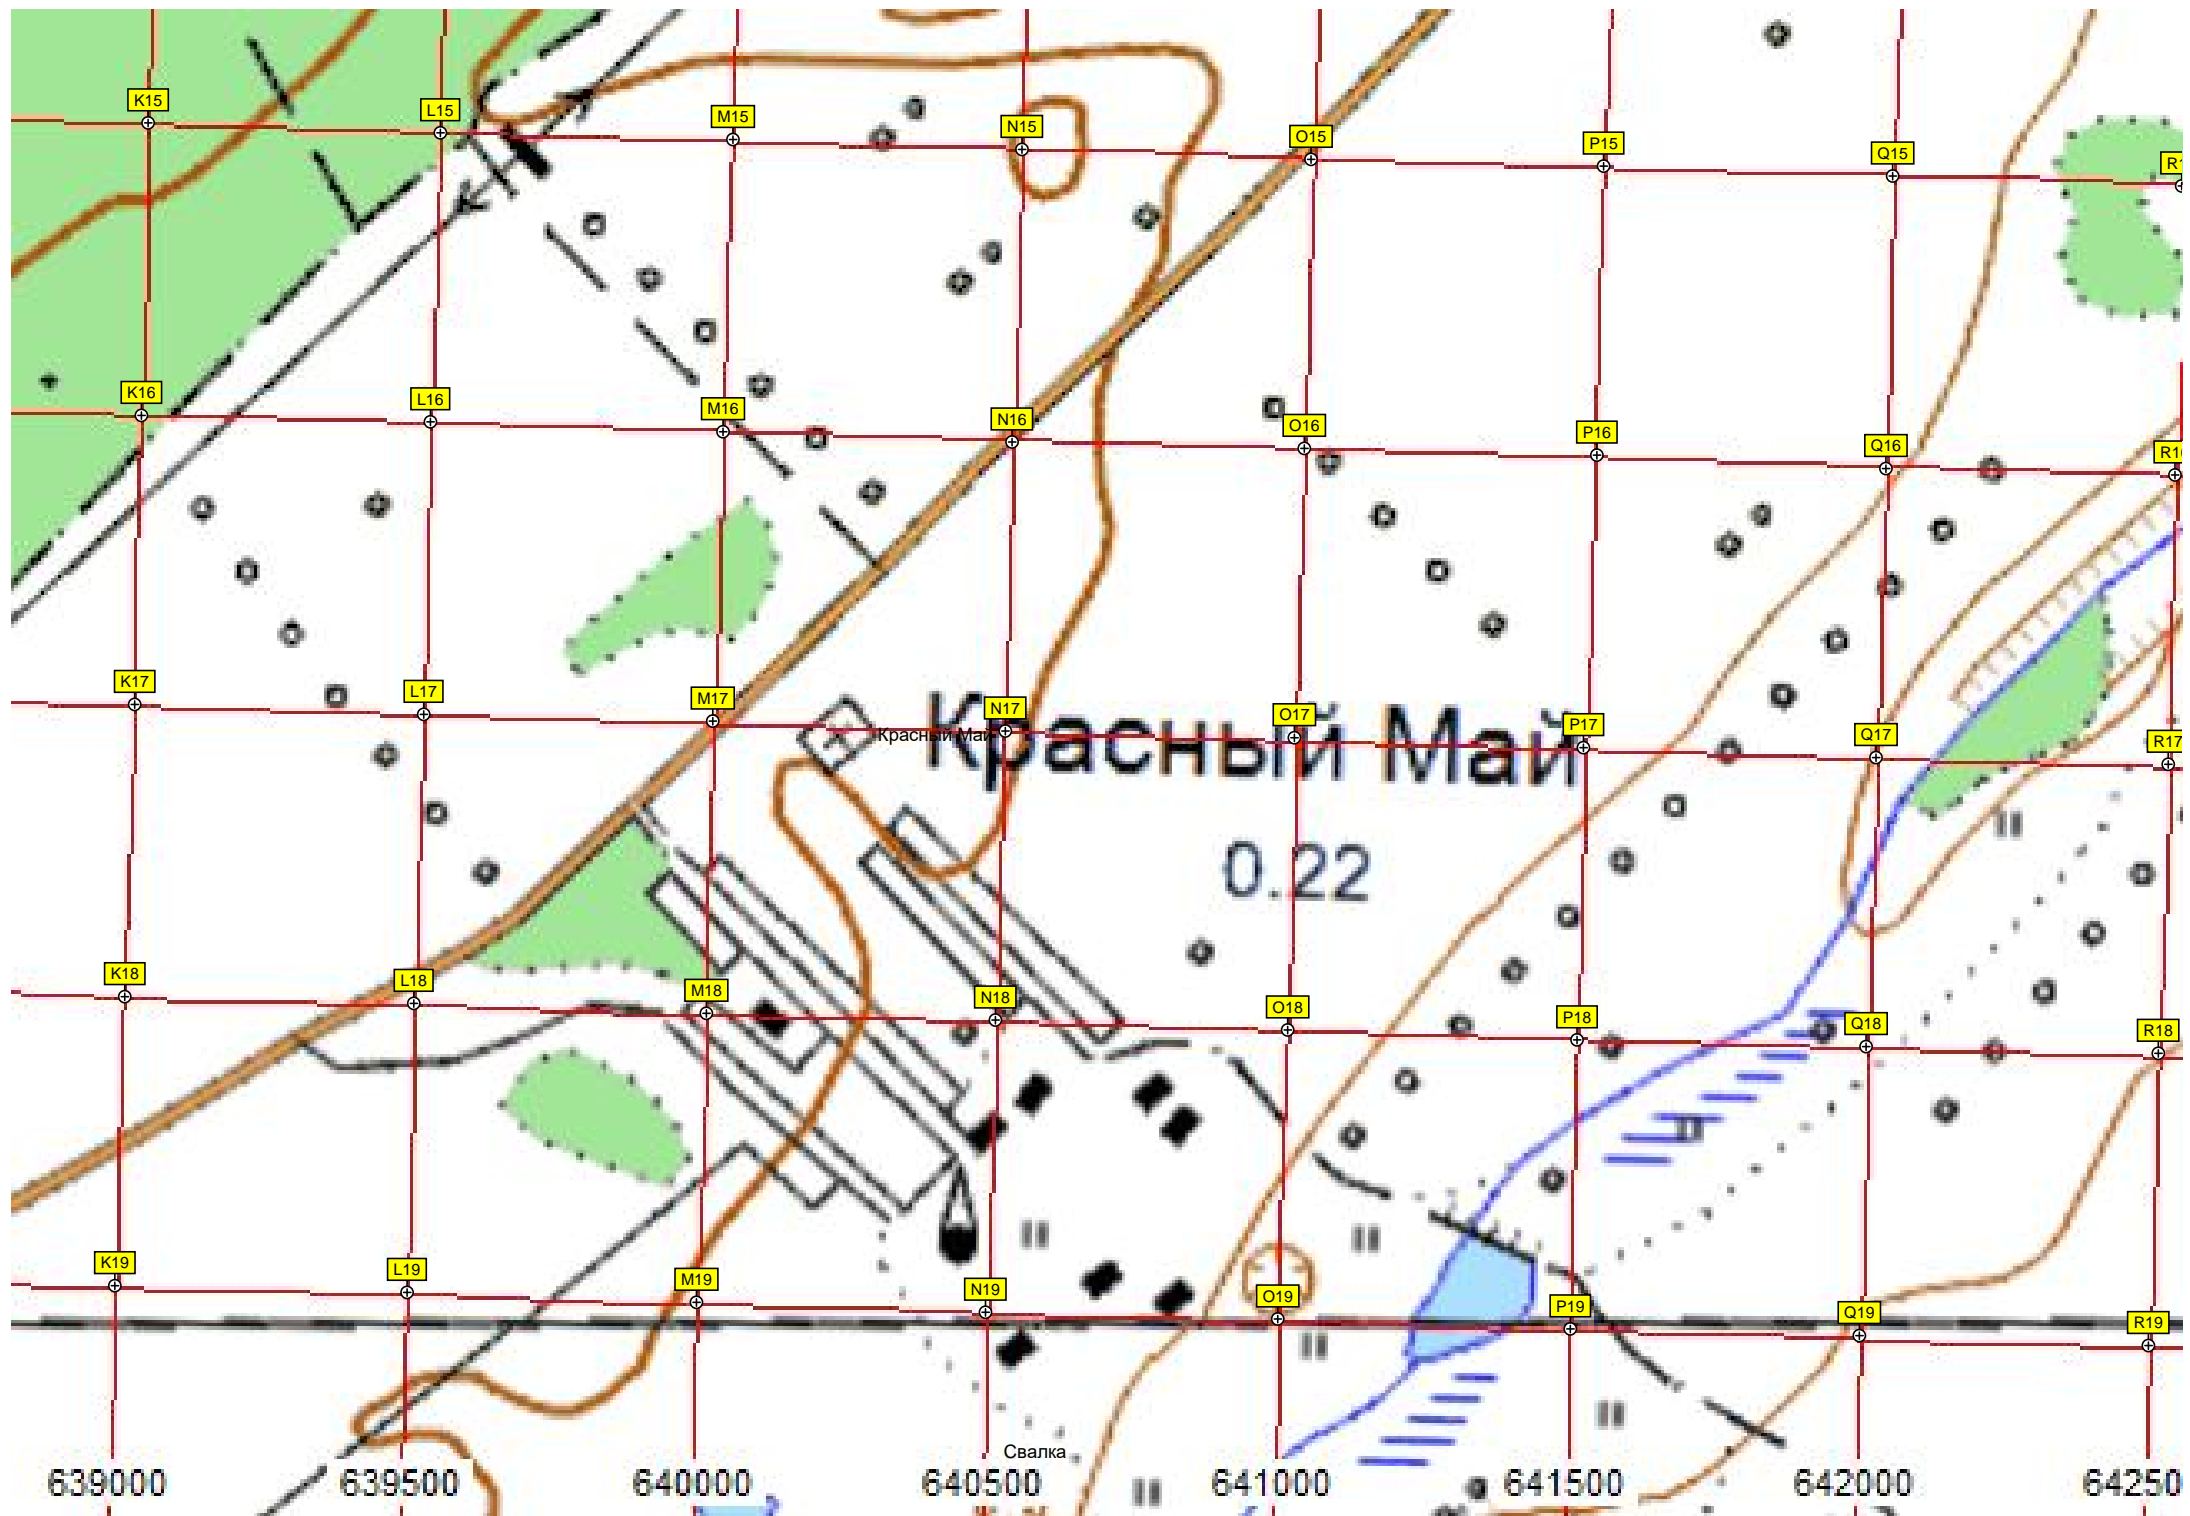 K15 L15 M15 N15 O15 P15 Q15
K16 L16 M16 N16 O16 P16 Q16
K17 L17 M17 N17 O17 P17 Q17 R17
Красный Май
Красный Май
0.22
K18 L18 M18 N18 O18 P18 Q18 R18
K19 L19 M19 N19 O19 P19 Q19 R19
Свалка
639000 639500 640000 640500 641000 641500 642000